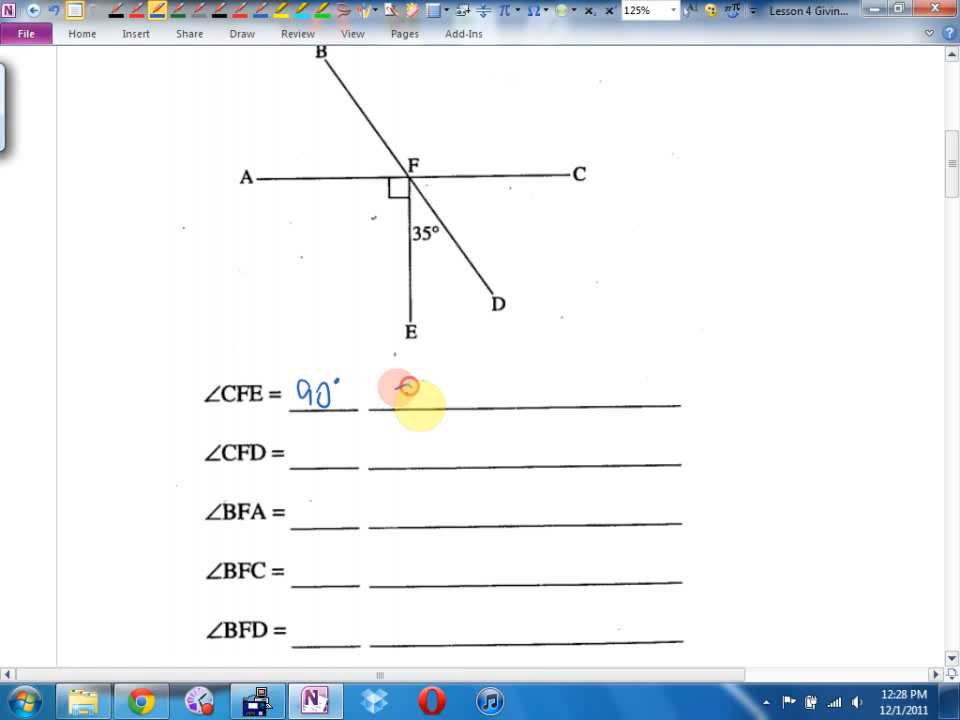 125% Lesson 4 Givin...
File Home Insert Share Draw Review View Pages Add-Ins
B
F
A C
35°
D
E
∠CFE = 90°
∠CFD =
∠BFA =
∠BFC =
∠BFD =
12:28 PM
12/1/2011